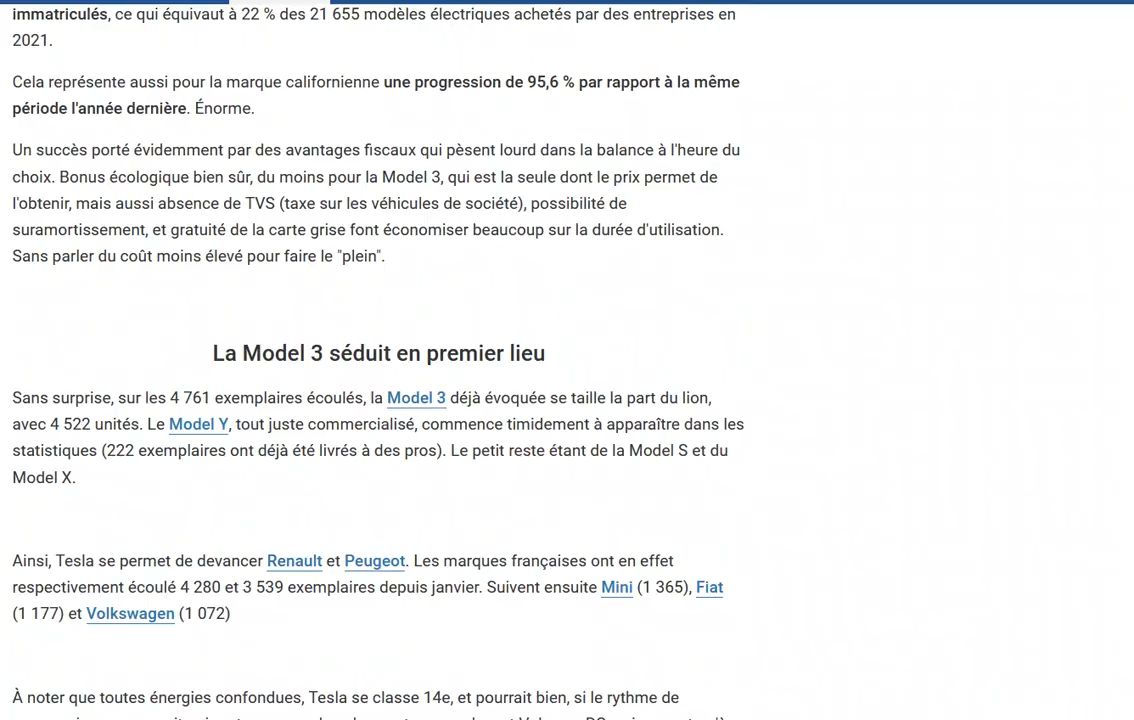 immatriculés, ce qui équivaut à 22 % des 21 655 modèles électriques achetés par des entreprises en
2021.
Cela représente aussi pour la marque californienne une progression de 95,6 % par rapport à la même
période l'année dernière. Énorme.
Un succès porté évidemment par des avantages fiscaux qui pèsent lourd dans la balance à l'heure du
choix. Bonus écologique bien sûr, du moins pour la Model 3, qui est la seule dont le prix permet de
l'obtenir, mais aussi absence de TVS (taxe sur les véhicules de société), possibilité de
suramortissement, et gratuité de la carte grise font économiser beaucoup sur la durée d'utilisation.
Sans parler du coût moins élevé pour faire le "plein".
La Model 3 séduit en premier lieu
Sans surprise, sur les 4 761 exemplaires écoulés, la Model 3 déjà évoquée se taille la part du lion,
avec 4 522 unités. Le Model Y, tout juste commercialisé, commence timidement à apparaître dans les
statistiques (222 exemplaires ont déjà été livrés à des pros). Le petit reste étant de la Model S et du
Model X.
Ainsi, Tesla se permet de devancer Renault et Peugeot. Les marques françaises ont en effet
respectivement écoulé 4 280 et 3 539 exemplaires depuis janvier. Suivent ensuite Mini (1 365), Fiat
(1 177) et Volkswagen (1 072)
À noter que toutes énergies confondues, Tesla se classe 14e, et pourrait bien, si le rythme de